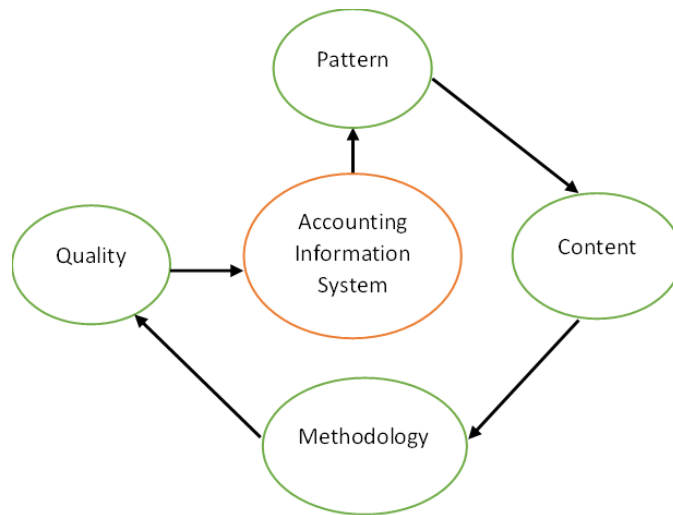 Pattern
Accounting
Information
System
Quality
Content
Methodology